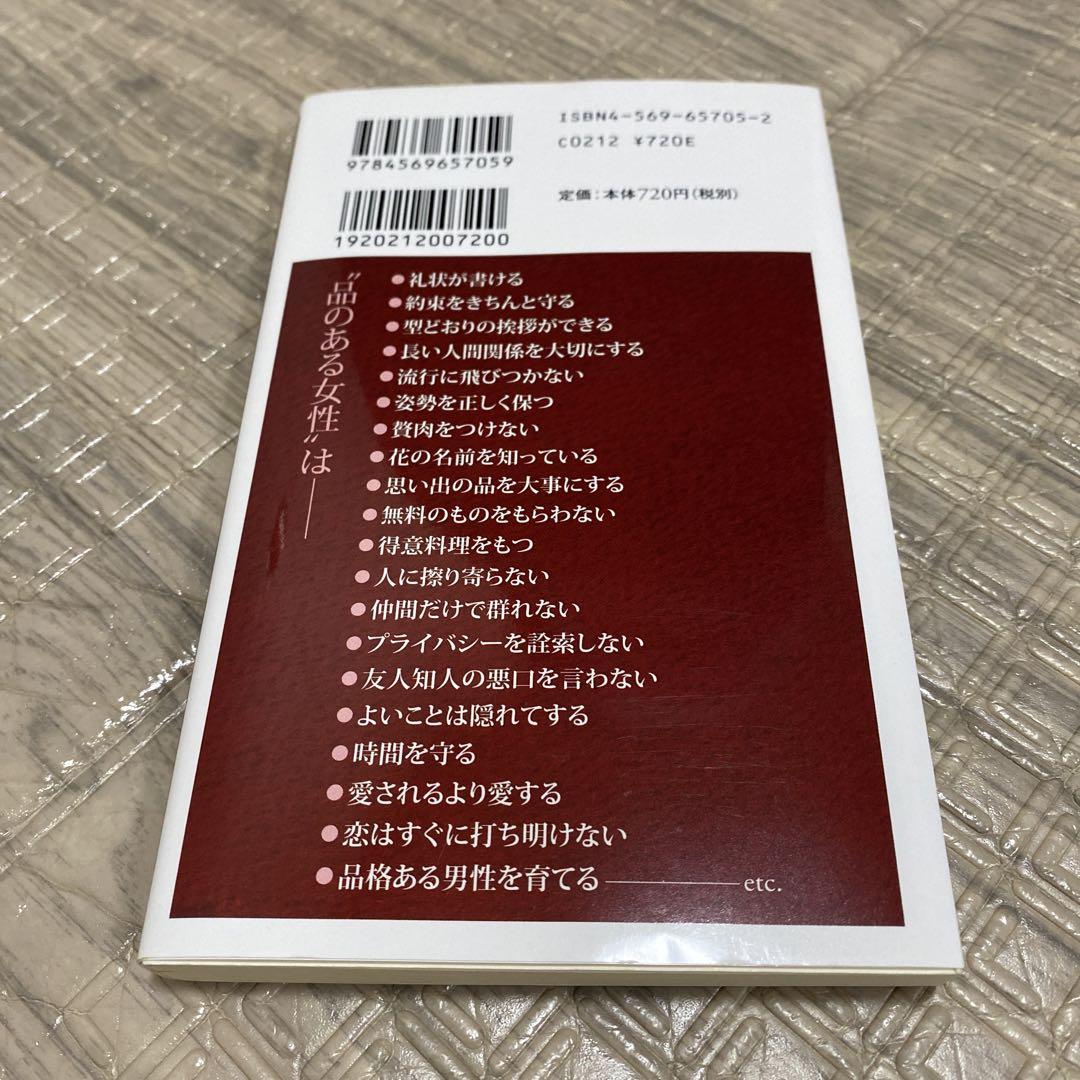 9784569657059
1920212007200
ISBN4-569-65705-2
C0212 ¥720E
定価:本体720円(税別)
“品のある女性”は――
●礼状が書ける
●約束をきちんと守る
●型どおりの挨拶ができる
●長い人間関係を大切にする
●流行に飛びつかない
●姿勢を正しく保つ
●贅肉をつけない
●花の名前を知っている
●思い出の品を大事にする
●無料のものをもらわない
●得意料理をもつ
●人に擦り寄らない
●仲間だけで群れない
●プライバシーを詮索しない
●友人知人の悪口を言わない
●よいことは隠れてする
●時間を守る
●愛されるより愛する
●恋はすぐに打ち明けない
●品格ある男性を育てる――――etc.